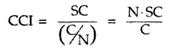 CCI = SC / (C/N) = N·SC / C